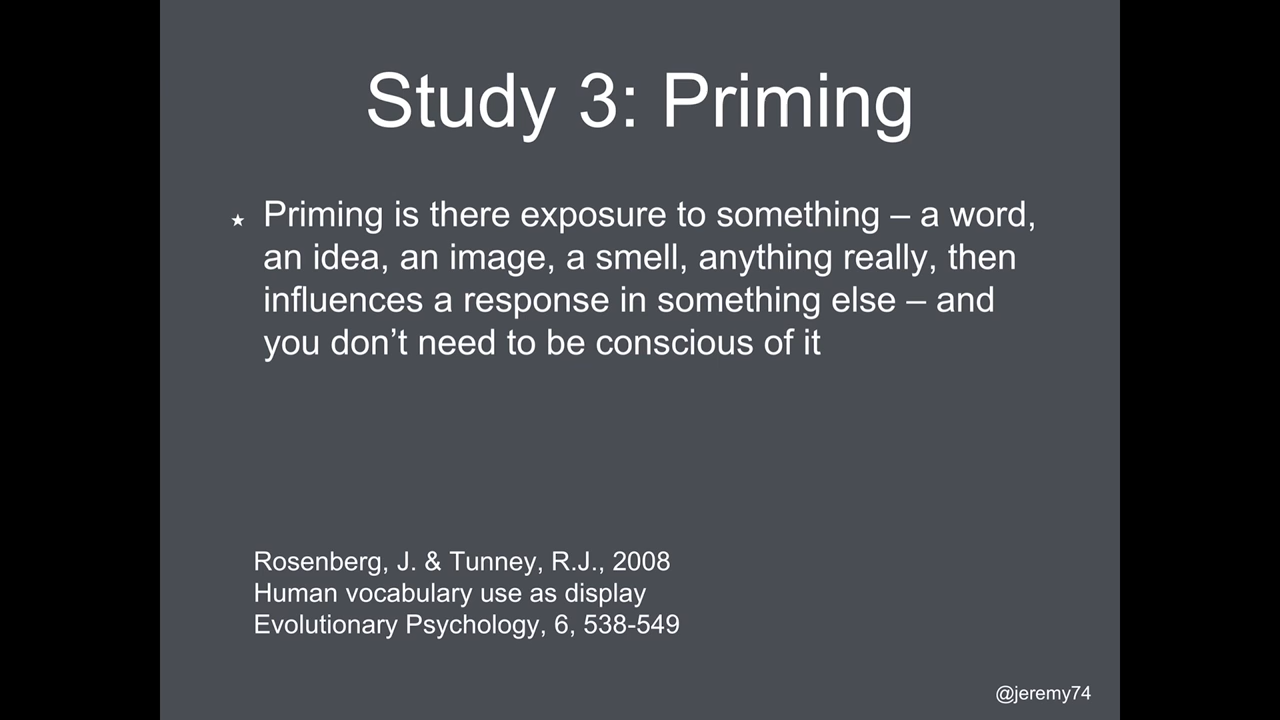 Study 3: Priming
★ Priming is there exposure to something – a word,
an idea, an image, a smell, anything really, then
influences a response in something else – and
you don’t need to be conscious of it
Rosenberg, J. & Tunney, R.J., 2008
Human vocabulary use as display
Evolutionary Psychology, 6, 538-549
@jeremy74